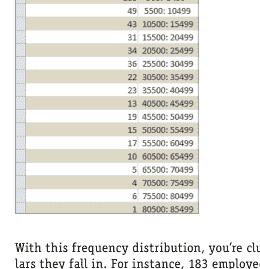 49 5500: 10499
43 10500: 15499
31 15500: 20499
34 20500: 25499
36 25500: 30499
22 30500: 35499
23 35500: 40499
13 40500: 45499
19 45500: 50499
15 50500: 55499
17 55500: 60499
10 60500: 65499
5 65500: 70499
4 70500: 75499
6 75500: 80499
1 80500: 85499
With this frequency distribution, you’re clu
lars they fall in. For instance, 183 employee